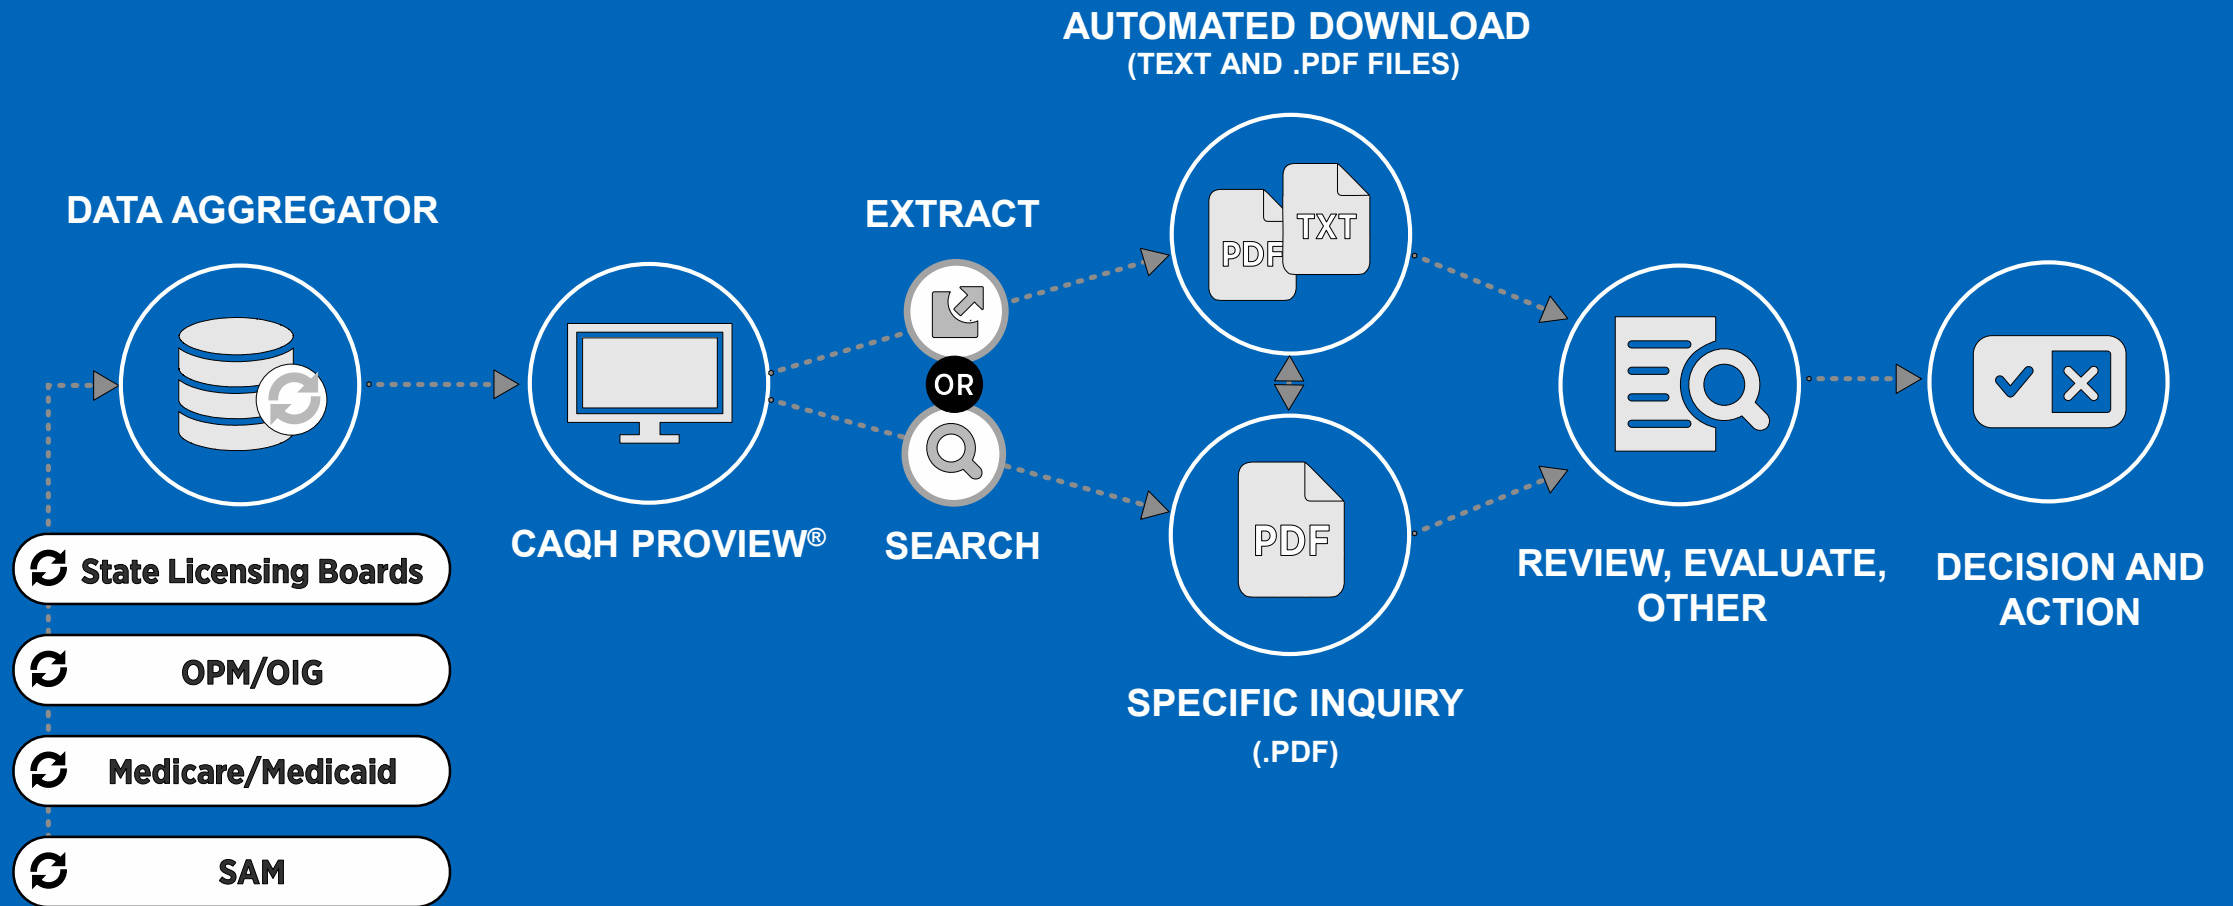 AUTOMATED DOWNLOAD
(TEXT AND .PDF FILES)
DATA AGGREGATOR
EXTRACT
PDF
TXT
OR
CAQH PROVIEW®
SEARCH
PDF
REVIEW, EVALUATE,
OTHER
DECISION AND
ACTION
State Licensing Boards
OPM/OIG
SPECIFIC INQUIRY
(.PDF)
Medicare/Medicaid
SAM